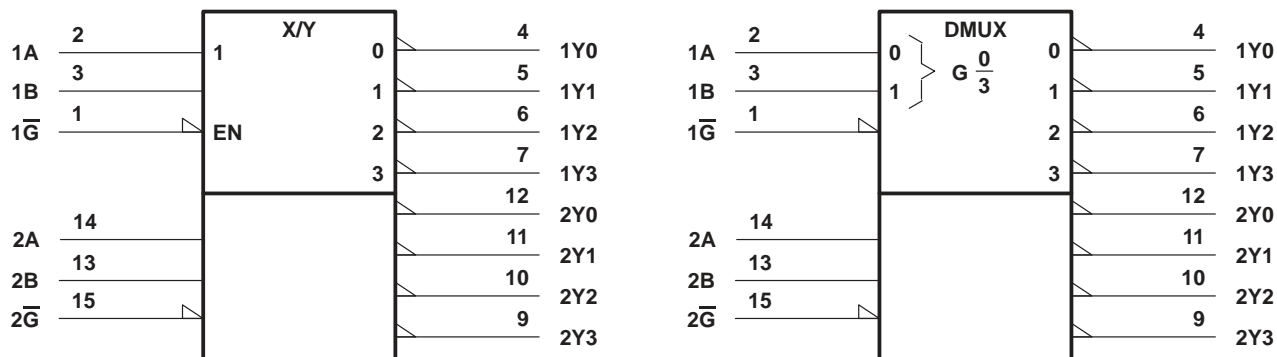 X/Y
1A 2 1 0 4 1Y0
1B 3 1 5 1Y1
1G̅ 1 EN 2 6 1Y2
3 7 1Y3
12 2Y0
2A 14 11 2Y1
2B 13 10 2Y2
2G̅ 15 9 2Y3
DMUX
1A 2 0 G 0/3 0 4 1Y0
1B 3 1 1 5 1Y1
1G̅ 1 2 6 1Y2
3 7 1Y3
12 2Y0
2A 14 11 2Y1
2B 13 10 2Y2
2G̅ 15 9 2Y3